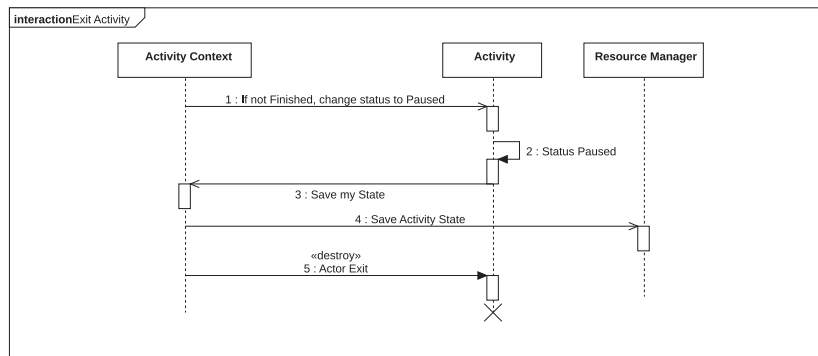 interactionExit Activity
Activity Context
Activity
Resource Manager
1 : If not Finished, change status to Paused
2 : Status Paused
3 : Save my State
4 : Save Activity State
«destroy»
5 : Actor Exit